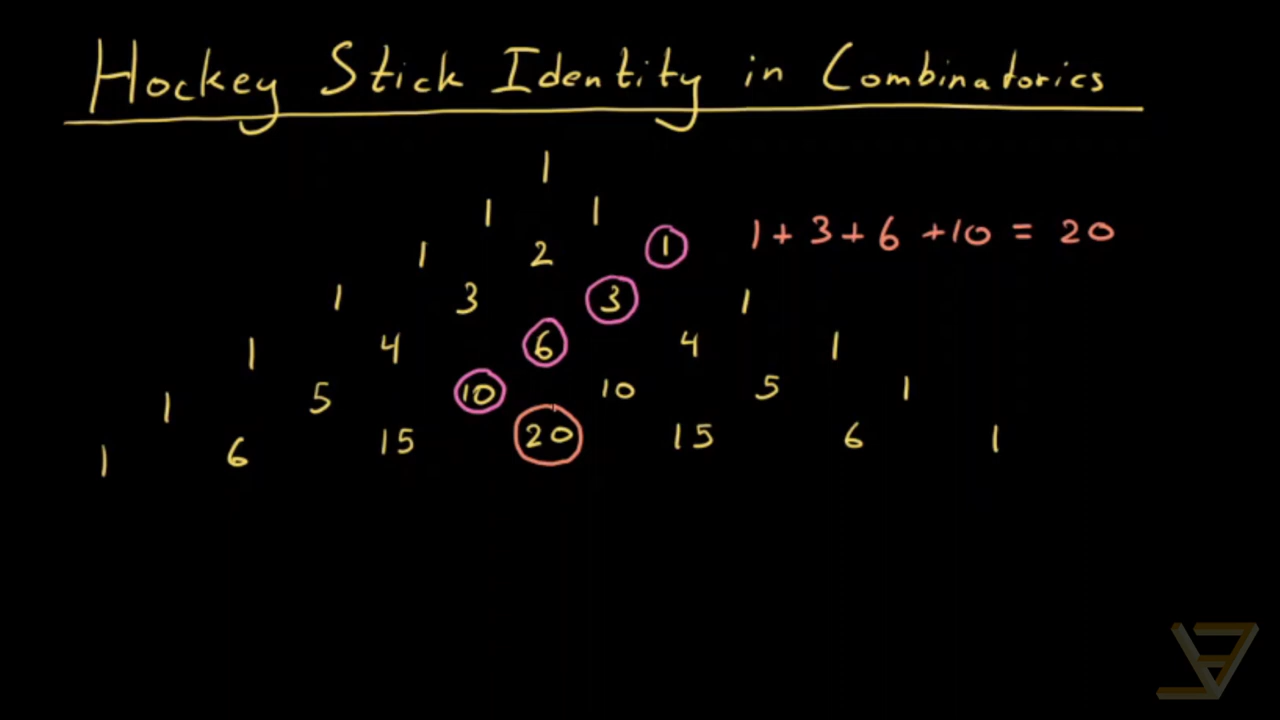 Hockey Stick Identity in Combinatorics
1
1 1
1 2 1 1 + 3 + 6 + 10 = 20
1 3 3 1
1 4 6 4 1
1 5 10 10 5 1
1 6 15 20 15 6 1